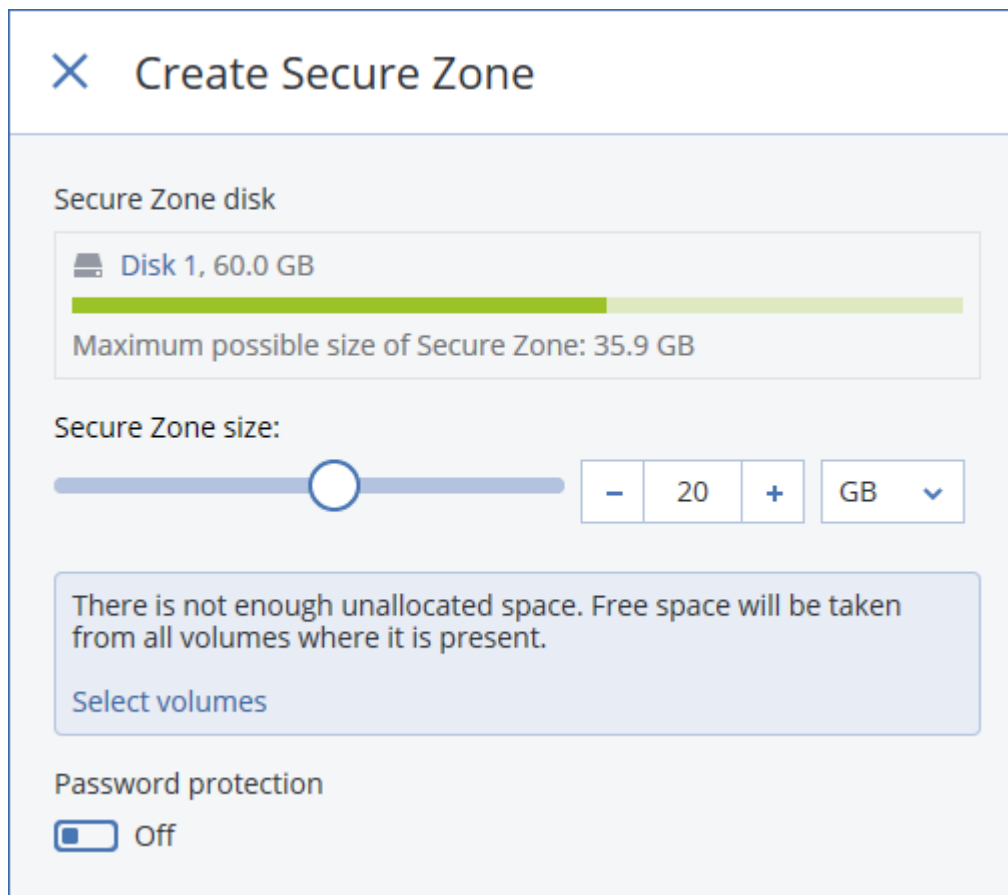 Create Secure Zone
Secure Zone disk
Disk 1, 60.0 GB
Maximum possible size of Secure Zone: 35.9 GB
Secure Zone size:
− 20 + GB
There is not enough unallocated space. Free space will be taken
from all volumes where it is present.
Select volumes
Password protection
Off